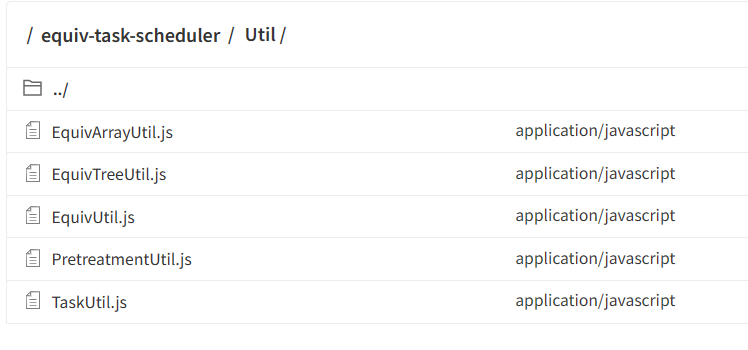 / equiv-task-scheduler / Util /
../
EquivArrayUtil.js application/javascript
EquivTreeUtil.js application/javascript
EquivUtil.js application/javascript
PretreatmentUtil.js application/javascript
TaskUtil.js application/javascript